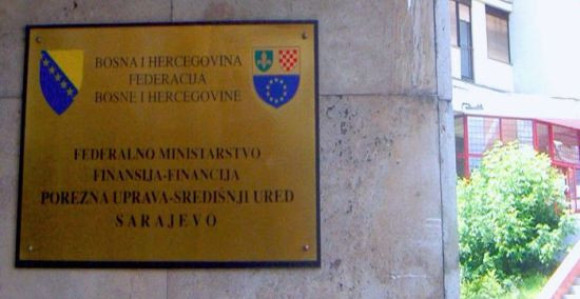 BOSNA I HERCEGOVINA
FEDERACIJA
BOSNE I HERCEGOVINE
FEDERALNO MINISTARSTVO
FINANSIJA-FINANCIJA
POREZNA UPRAVA-SREDIŠNJI URED
SARAJEVO